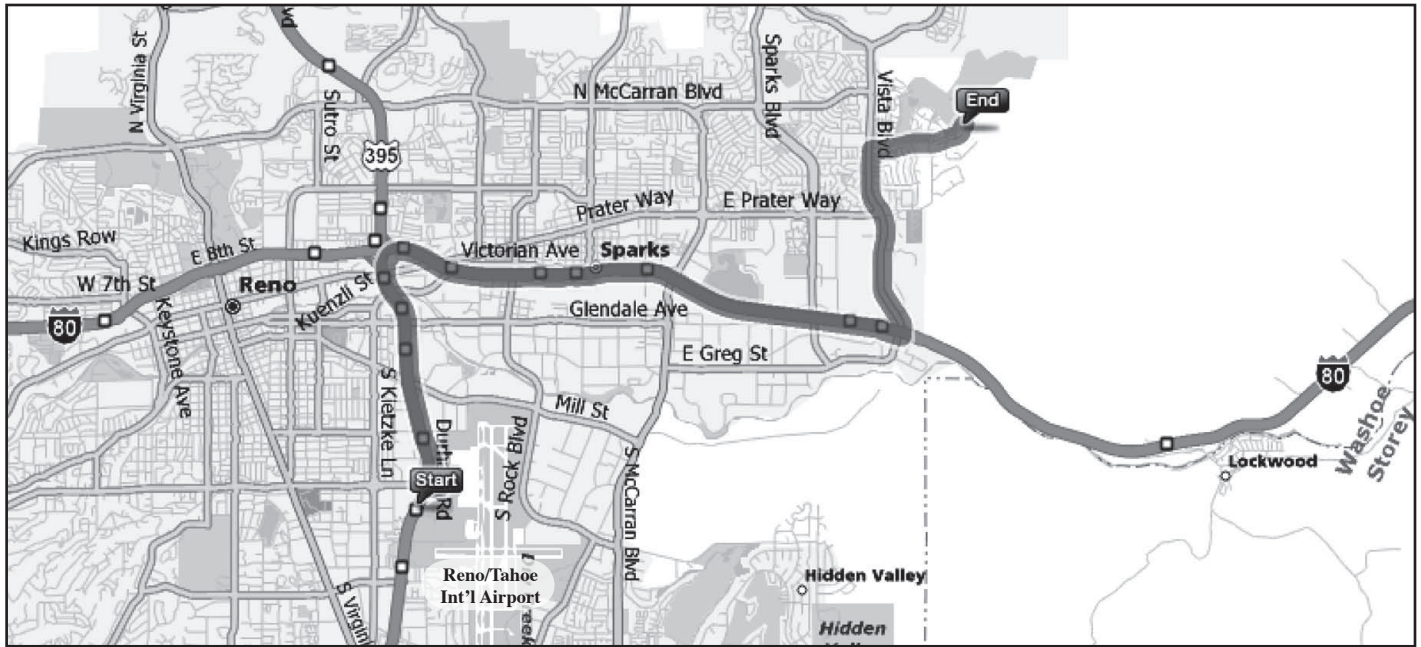 N Virginia St
Sutro St
395
N McCarran Blvd
Sparks Blvd
Vista Blvd
End
Kings Row
E 8th St
Prater Way
E Prater Way
W 7th St
Reno
Victorian Ave
Sparks
Kuenzli St
Keystone Ave
80
Glendale Ave
E Greg St
80
S Kietzke Ln
Mill St
Washoe
Storey
Lockwood
Start
Rd
S Rock Blvd
S McCarran Blvd
Reno/Tahoe
Int'l Airport
Hidden Valley
Hidden